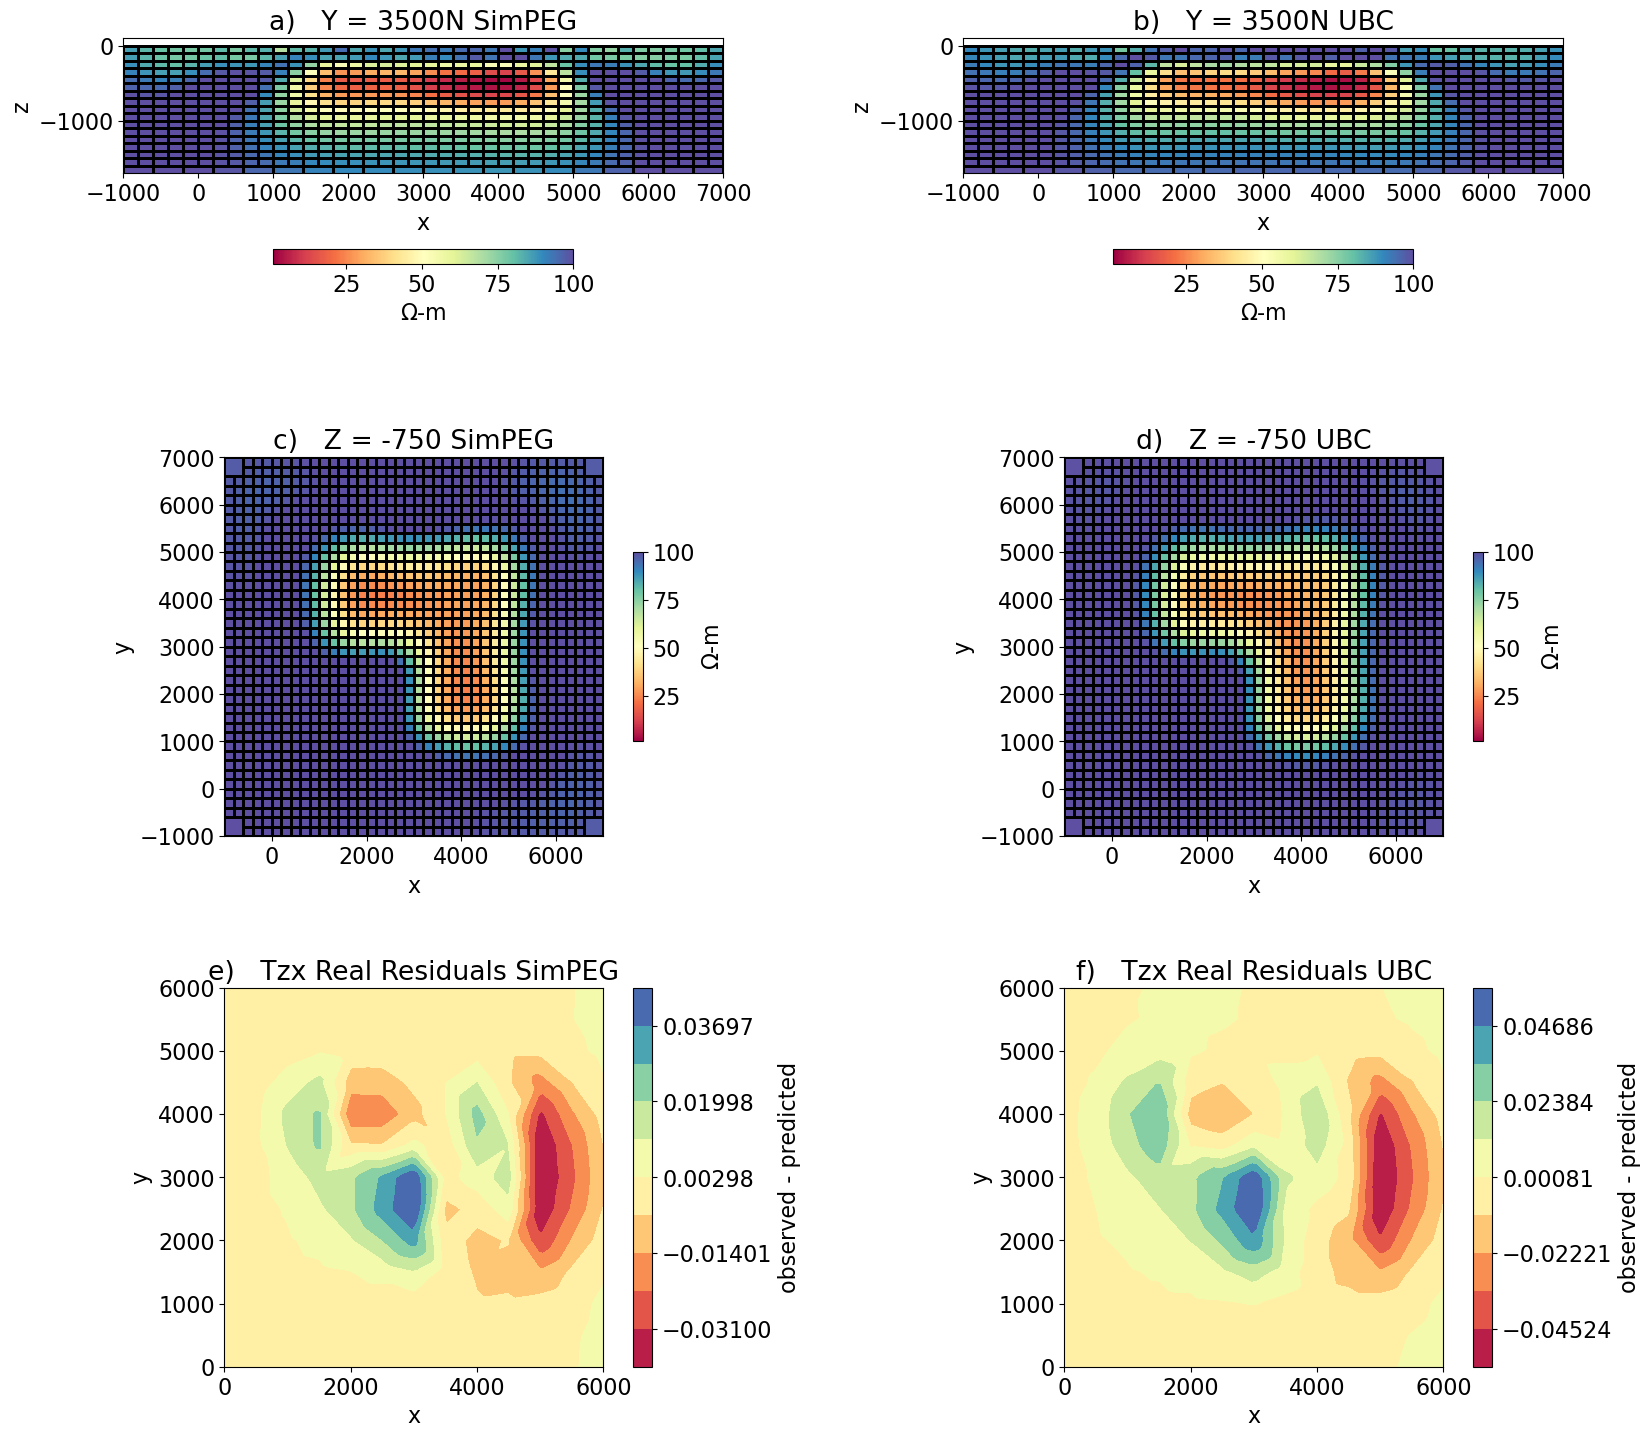 a)   Y = 3500N SimPEG
0
−1000
z
−1000 0 1000 2000 3000 4000 5000 6000 7000
x
25 50 75 100
Ω-m
b)   Y = 3500N UBC
0
−1000
z
−1000 0 1000 2000 3000 4000 5000 6000 7000
x
25 50 75 100
Ω-m
c)   Z = -750 SimPEG
7000
6000
5000
4000
3000
2000
1000
0
−1000
y
0 2000 4000 6000
x
100
75
50
25
Ω-m
d)   Z = -750 UBC
7000
6000
5000
4000
3000
2000
1000
0
−1000
y
0 2000 4000 6000
x
100
75
50
25
Ω-m
e)   Tzx Real Residuals SimPEG
6000
5000
4000
3000
2000
1000
0
y
0 2000 4000 6000
x
0.03697
0.01998
0.00298
−0.01401
−0.03100
observed - predicted
f)   Tzx Real Residuals UBC
6000
5000
4000
3000
2000
1000
0
y
0 2000 4000 6000
x
0.04686
0.02384
0.00081
−0.02221
−0.04524
observed - predicted